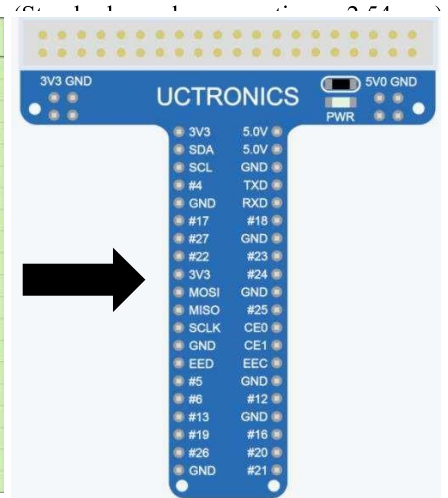 3V3 GND
5V0 GND
UCTRONICS
PWR
3V3 5.0V
SDA 5.0V
SCL GND
#4 TXD
GND RXD
#17 #18
#27 GND
#22 #23
3V3 #24
MOSI GND
MISO #25
SCLK CE0
GND CE1
EED EEC
#5 GND
#6 #12
#13 GND
#19 #16
#26 #20
GND #21